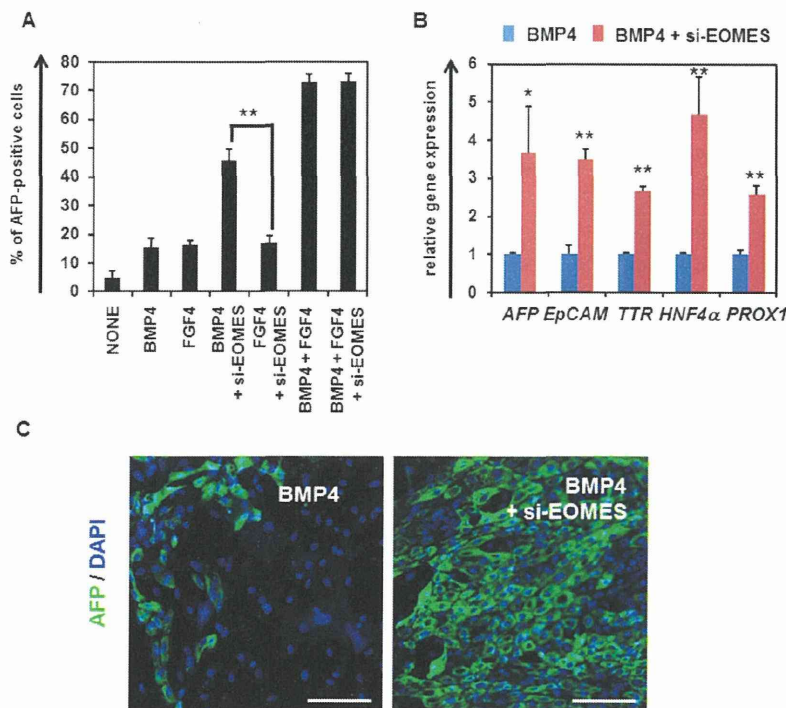 A
% of AFP-positive cells
80
70
60
50
40
30
20
10
0
**
NONE
BMP4
FGF4
BMP4
+ si-EOMES
FGF4
+ si-EOMES
BMP4 + FGF4
BMP4 + FGF4
+ si-EOMES
B
BMP4
BMP4 + si-EOMES
relative gene expression
6
5
4
3
2
1
0
*
**
**
**
**
AFP EpCAM TTR HNF4α PROX1
C
AFP / DAPI
BMP4
BMP4
+ si-EOMES